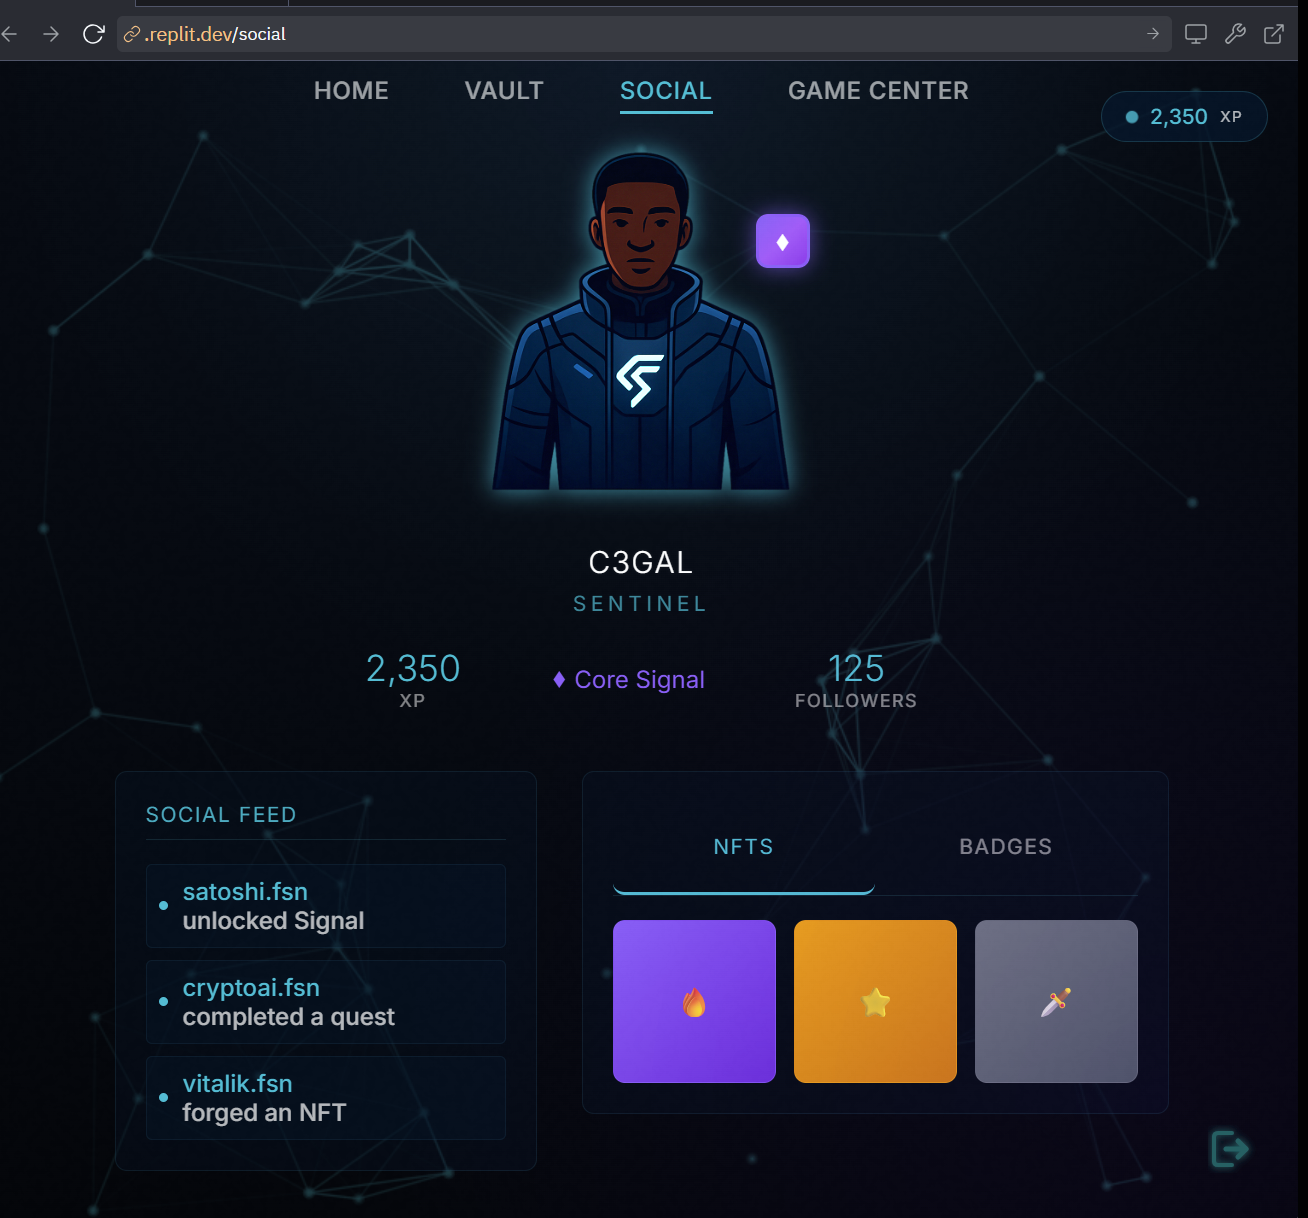 .replit.dev/social
HOME
VAULT
SOCIAL
GAME CENTER
2,350 XP
C3GAL
SENTINEL
2,350
XP
Core Signal
125
FOLLOWERS
SOCIAL FEED
satoshi.fsn
unlocked Signal
cryptoai.fsn
completed a quest
vitalik.fsn
forged an NFT
NFTS
BADGES